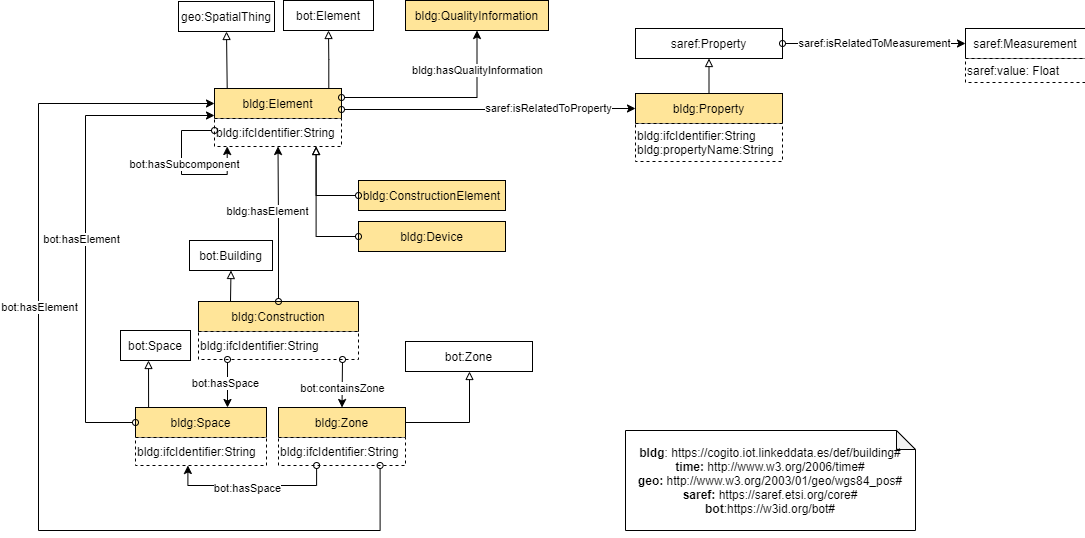 geo:SpatialThing
bot:Element
bldg:QualityInformation
saref:Property
saref:isRelatedToMeasurement
saref:Measurement
saref:value: Float
bldg:hasQualityInformation
bldg:Element
saref:isRelatedToProperty
bldg:Property
bldg:ifcIdentifier:String
bldg:ifcIdentifier:String
bldg:propertyName:String
bot:hasSubcomponent
bldg:ConstructionElement
bldg:hasElement
bldg:Device
bot:hasElement
bot:Building
bot:hasElement
bldg:Construction
bldg:ifcIdentifier:String
bot:Space
bot:Zone
bot:hasSpace
bot:containsZone
bldg:Space
bldg:Zone
bldg:ifcIdentifier:String
bldg:ifcIdentifier:String
bot:hasSpace
bldg: https://cogito.iot.linkeddata.es/def/building#
time: http://www.w3.org/2006/time#
geo: http://www.w3.org/2003/01/geo/wgs84_pos#
saref: https://saref.etsi.org/core#
bot:https://w3id.org/bot#